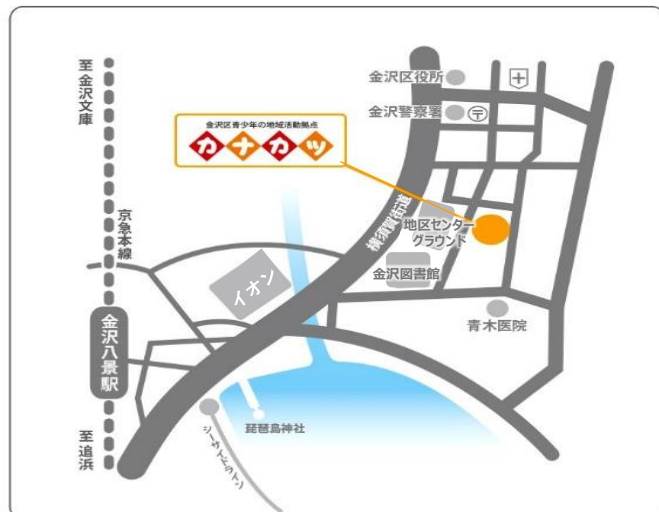 至金沢文庫
金沢区青少年の地域活動拠点
カナカツ
金沢区役所
金沢警察署
京急本線
横須賀街道
地区センター
グラウンド
金沢図書館
イオン
青木医院
金沢八景駅
琵琶島神社
シーサイドライン
至追浜